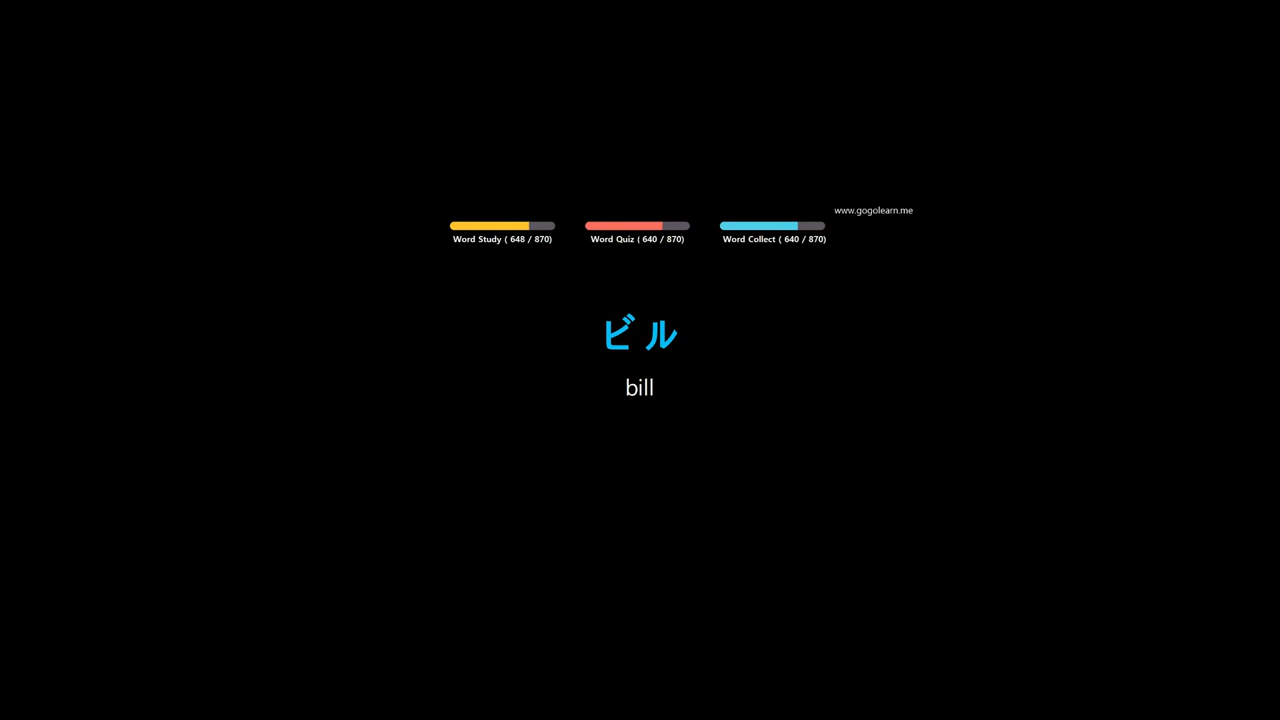 www.gogolearn.me
Word Study ( 648 / 870)
Word Quiz ( 640 / 870)
Word Collect ( 640 / 870)
ビル
bill